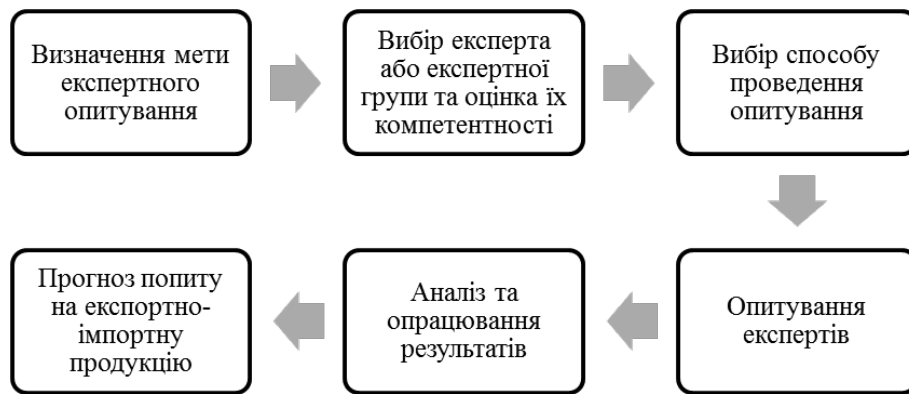 Визначення мети
експертного
опитування
Вибір експерта
або експертної
групи та оцінка їх
компетентності
Вибір способу
проведення
опитування
Опитування
експертів
Аналіз та
опрацювання
результатів
Прогноз попиту
на експортно-
імпортну
продукцію